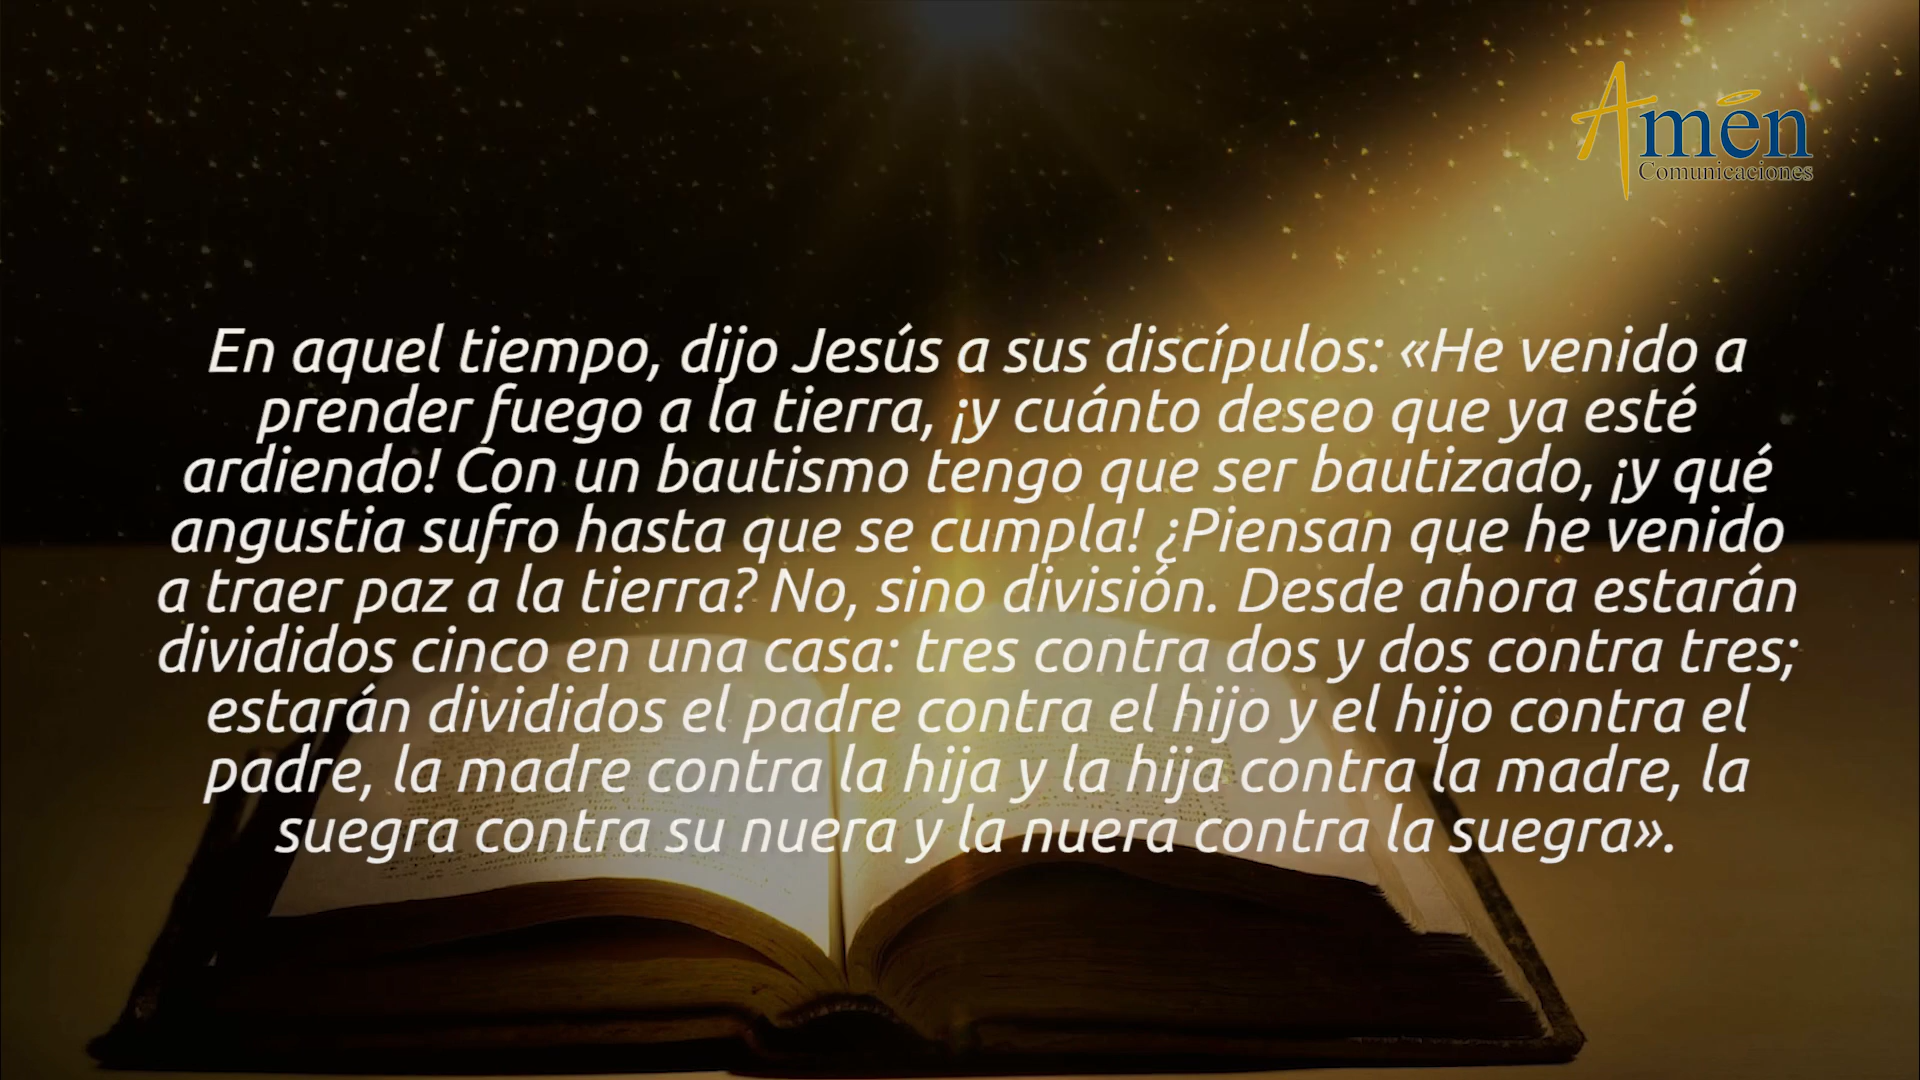 Amén
Comunicaciones
En aquel tiempo, dijo Jesús a sus discípulos: «He venido a
prender fuego a la tierra, ¡y cuánto deseo que ya esté
ardiendo! Con un bautismo tengo que ser bautizado, ¡y qué
angustia sufro hasta que se cumpla! ¿Piensan que he venido
a traer paz a la tierra? No, sino división. Desde ahora estarán
divididos cinco en una casa: tres contra dos y dos contra tres;
estarán divididos el padre contra el hijo y el hijo contra el
padre, la madre contra la hija y la hija contra la madre, la
suegra contra su nuera y la nuera contra la suegra».